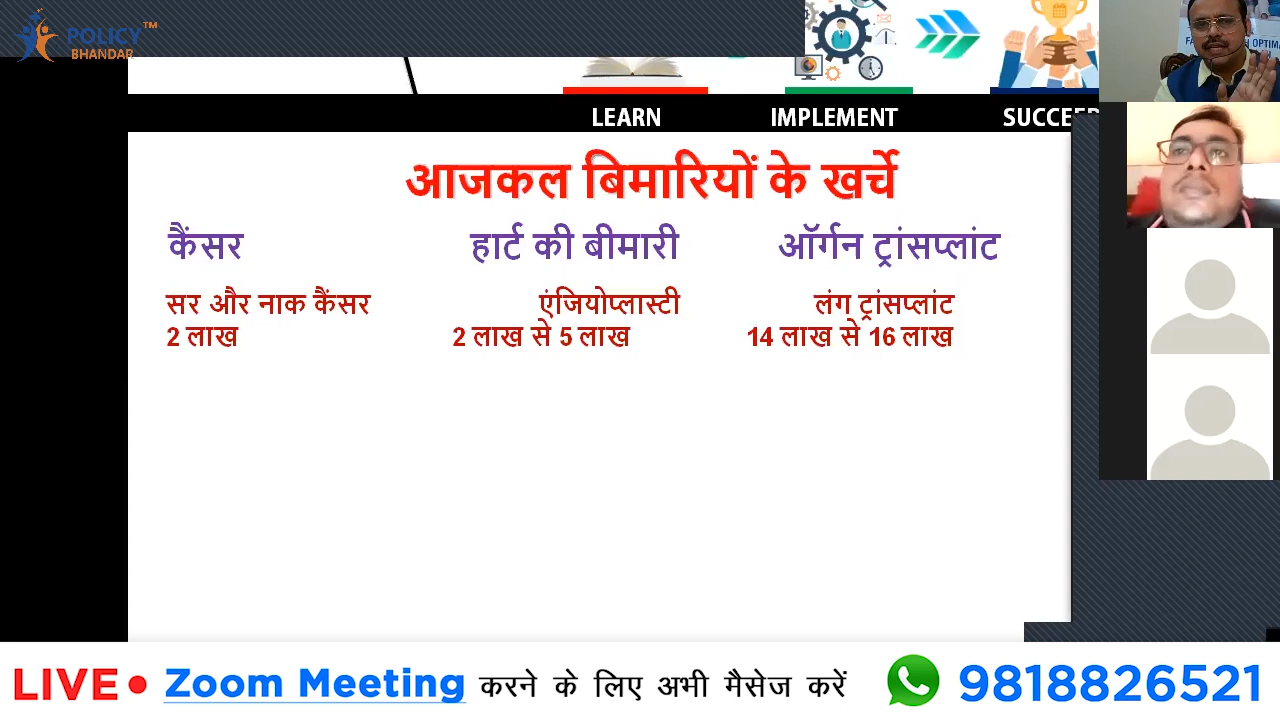 POLICY™
BHANDAR
LEARN IMPLEMENT SUCCEED
आजकल बिमारियों के खर्चे
कैंसर हार्ट की बीमारी ऑर्गन ट्रांसप्लांट
सर और नाक कैंसर एंजियोप्लास्टी लंग ट्रांसप्लांट
2 लाख 2 लाख से 5 लाख 14 लाख से 16 लाख
LIVE Zoom Meeting करने के लिए अभी मैसेज करें 9818826521